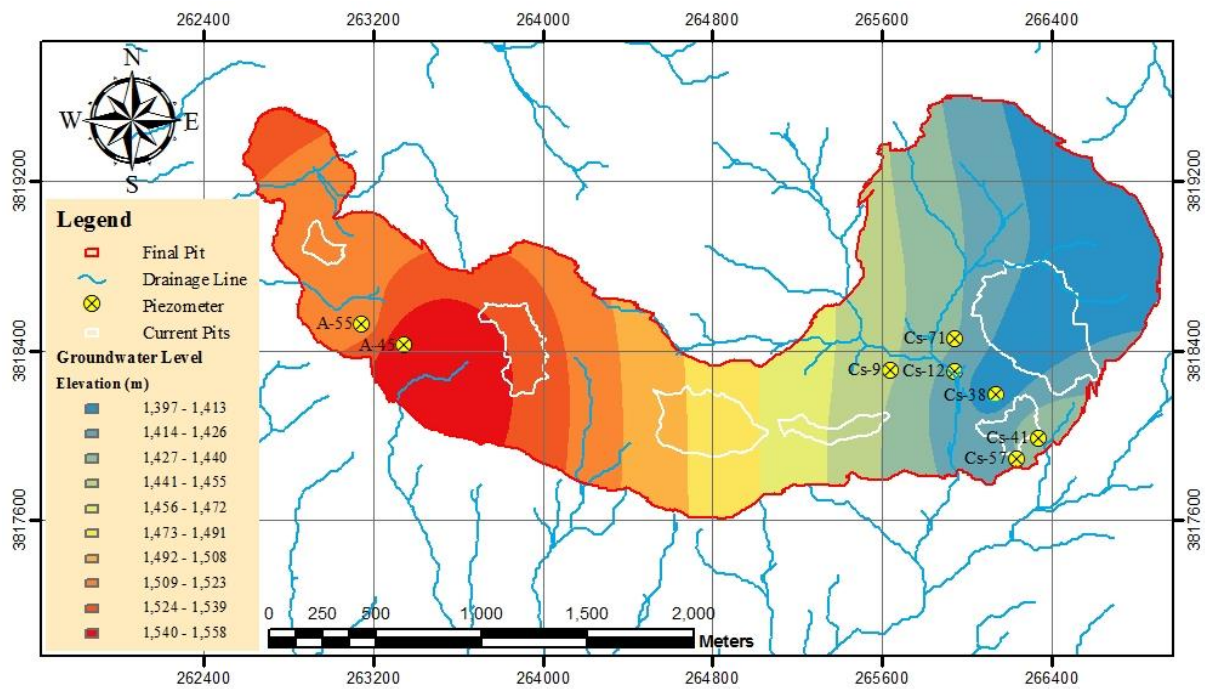 262400 263200 264000 264800 265600 266400
N
W E
S
3819200 3819200
Legend
Final Pit
Drainage Line
Piezometer
Current Pits
Groundwater Level
Elevation (m)
1,397 - 1,413
1,414 - 1,426
1,427 - 1,440
1,441 - 1,455
1,456 - 1,472
1,473 - 1,491
1,492 - 1,508
1,509 - 1,523
1,524 - 1,539
1,540 - 1,558
A-55
A-45
Cs-71
Cs-9 Cs-12
Cs-38
Cs-41
Cs-57
3818400 3818400
3817600 3817600
0 250 500 1,000 1,500 2,000
Meters
262400 263200 264000 264800 265600 266400